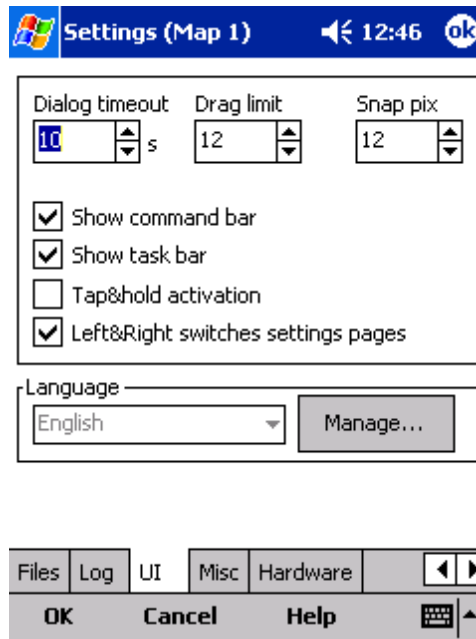 Settings (Map 1) 12:46 ok
Dialog timeout Drag limit Snap pix
10 s 12 12
Show command bar
Show task bar
Tap&hold activation
Left&Right switches settings pages
Language
English Manage...
Files Log UI Misc Hardware
OK Cancel Help